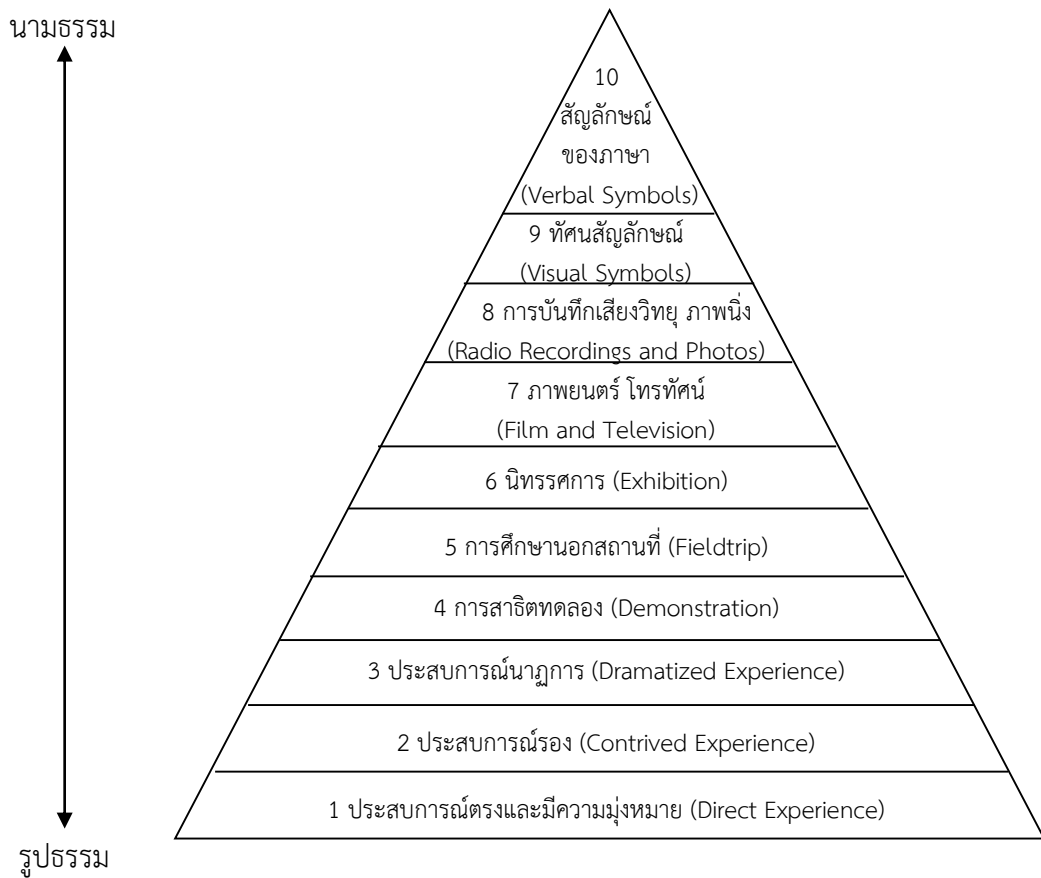 นามธรรม
10
สัญลักษณ์
ของภาษา
(Verbal Symbols)
9 ทัศนสัญลักษณ์
(Visual Symbols)
8 การบันทึกเสียงวิทยุ ภาพนิ่ง
(Radio Recordings and Photos)
7 ภาพยนตร์ โทรทัศน์
(Film and Television)
6 นิทรรศการ (Exhibition)
5 การศึกษานอกสถานที่ (Fieldtrip)
4 การสาธิตทดลอง (Demonstration)
3 ประสบการณ์นาฏการ (Dramatized Experience)
2 ประสบการณ์รอง (Contrived Experience)
1 ประสบการณ์ตรงและมีความมุ่งหมาย (Direct Experience)
รูปธรรม